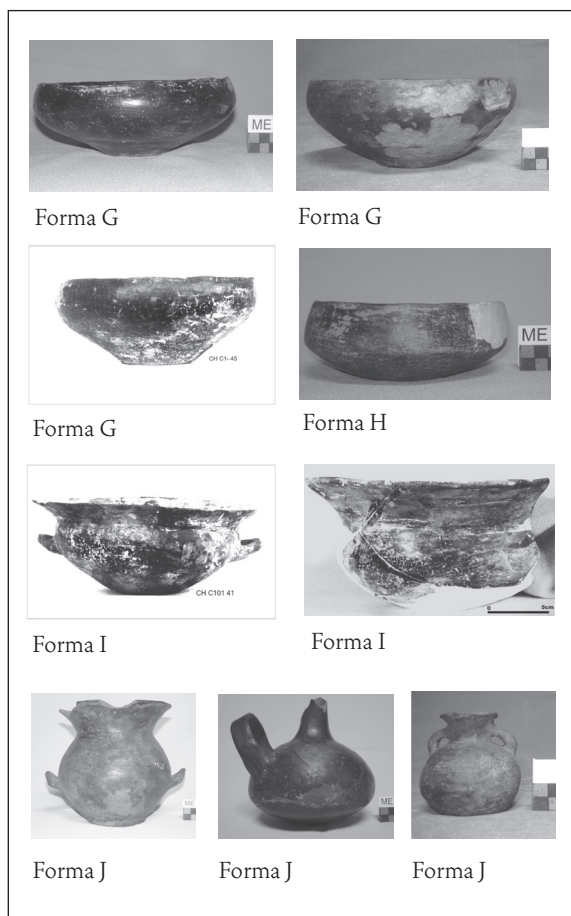 ME
Forma G
Forma G
CH C1- 45
Forma G
ME
Forma H
CH C101 41
Forma I
0 5cm
Forma I
ME
Forma J
ME
Forma J
Forma J